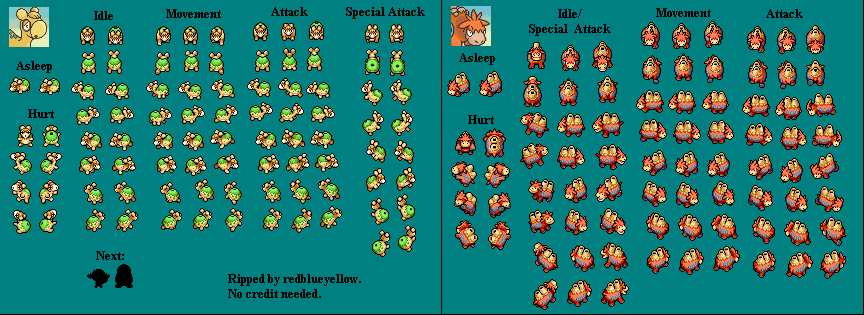 Idle
Movement
Attack
Special Attack
Asleep
Hurt
Next:
Ripped by redblueyellow.
No credit needed.
Idle/
Special Attack
Movement
Attack
Asleep
Hurt